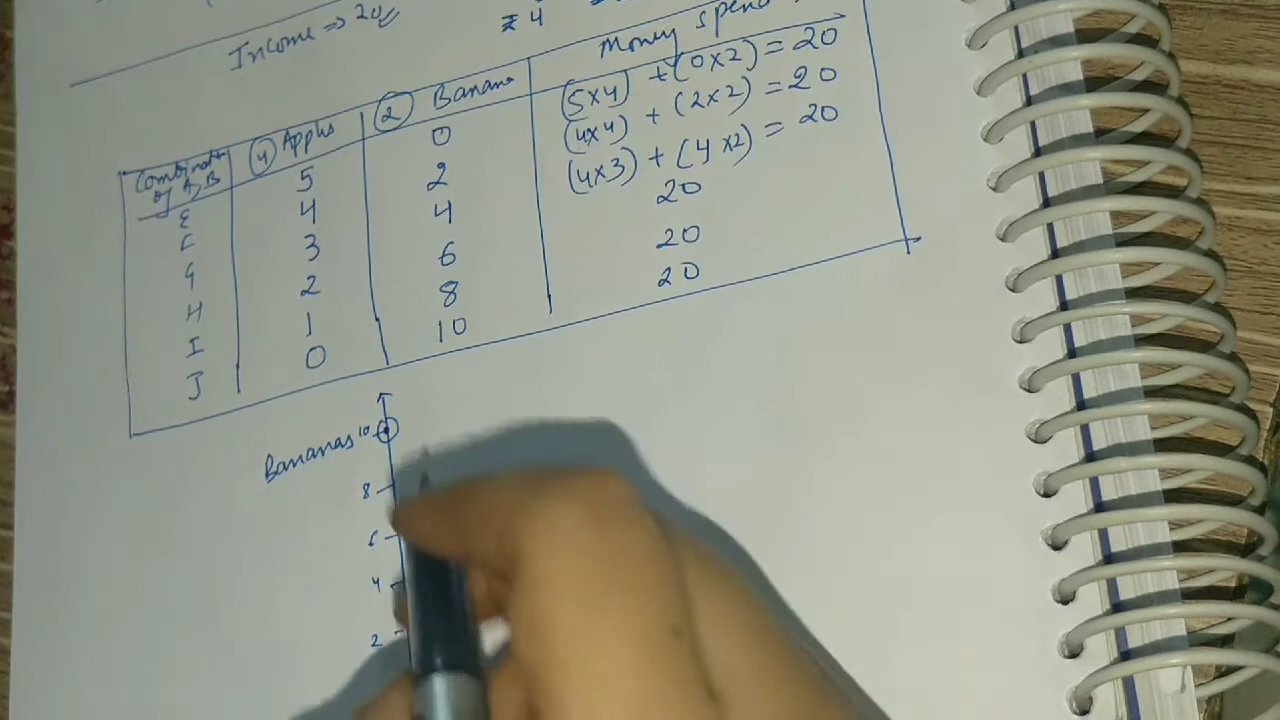 Income => 20
= 4
Combination of A, B (4) Apples (2) Banana Money spend
E 5 0 (5x4) + (0x2) = 20
F 4 2 (4x4) + (2x2) = 20
G 3 4 (4x3) + (4x2) = 20
H 2 6 20
I 1 8 20
J 0 10 20
Bananas 10
8
6
4
2